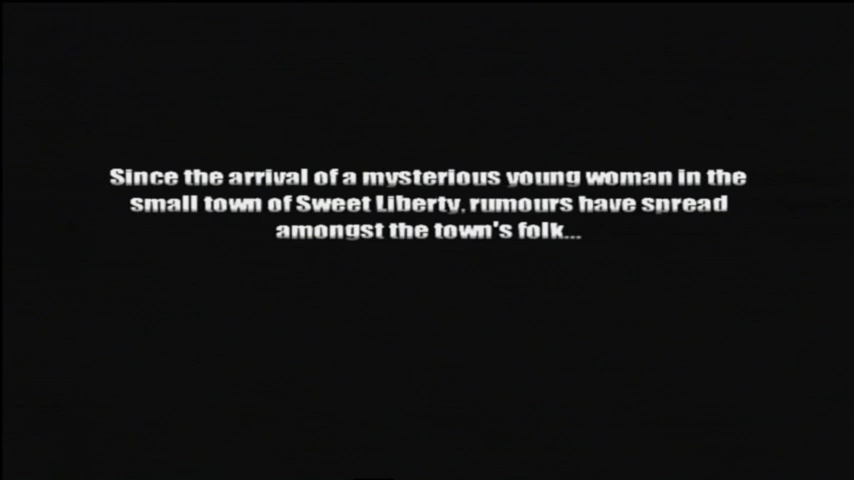 Since the arrival of a mysterious young woman in the
small town of Sweet Liberty, rumours have spread
amongst the town's folk...